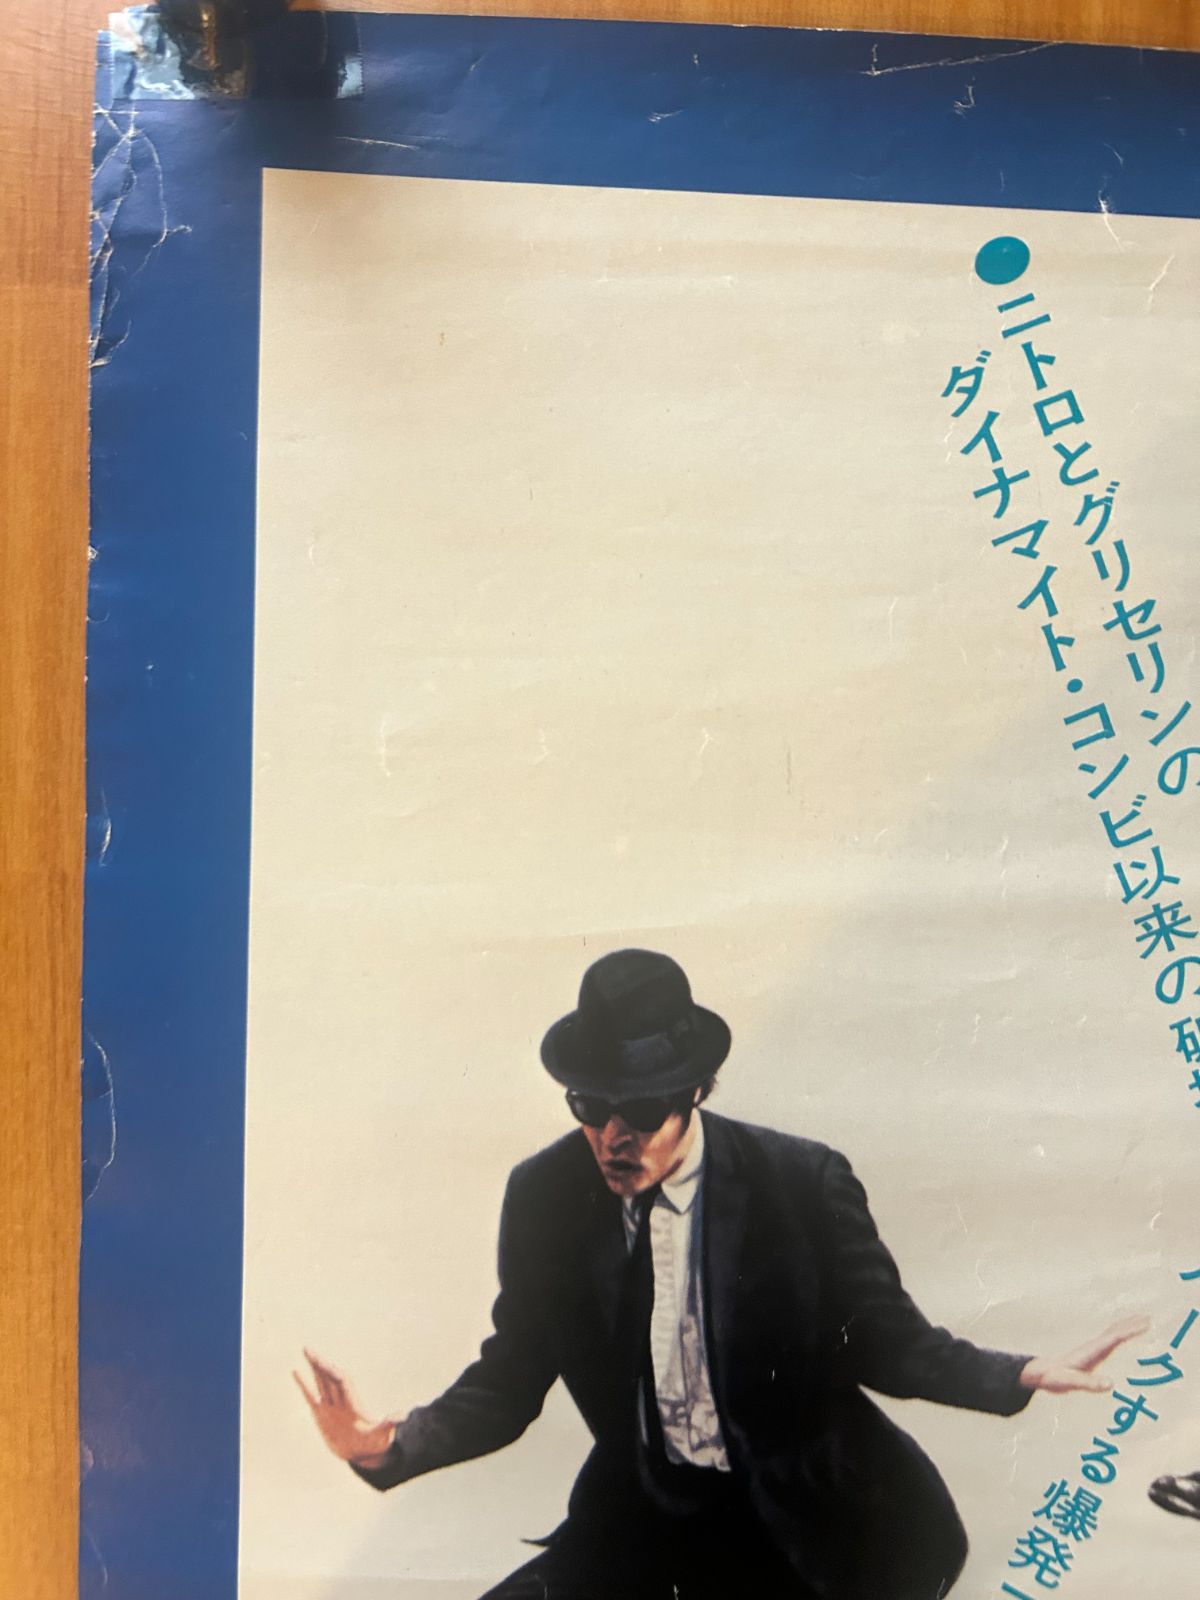 ●ニトロとグリセリンの
ダイナマイト・コンビ以来の
ークする
爆発